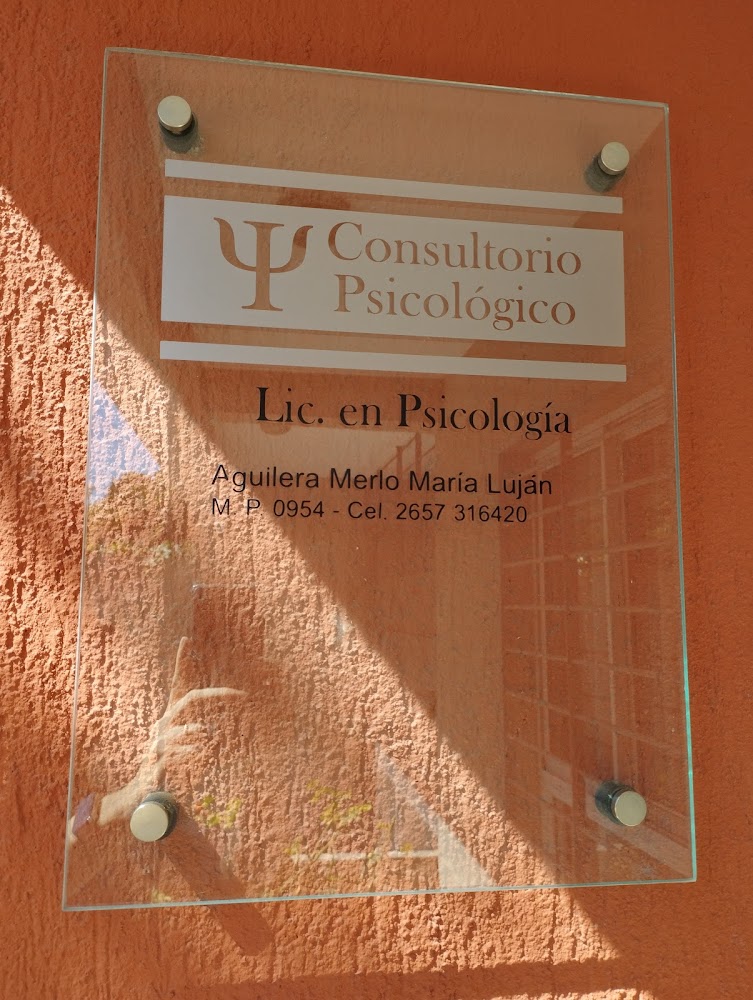 Ψ Consultorio
Psicológico
Lic. en Psicología
Aguilera Merlo María Luján
M. P. 0954 - Cel. 2657 316420